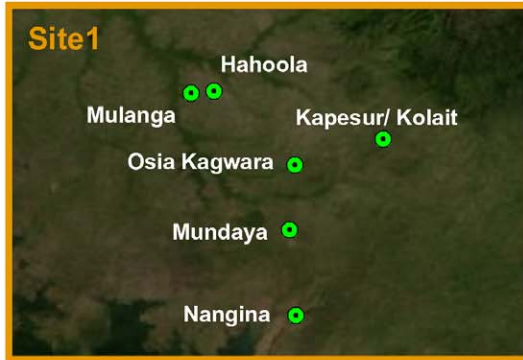 Site1
Hahoola
Mulanga
Kapesur/ Kolait
Osia Kagwara
Mundaya
Nangina